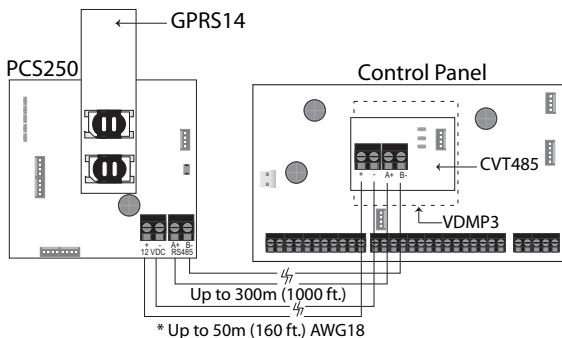 GPRS14
PCS250
Control Panel
CVT485
+ - A+ B-
VDMP3
+ - A+ B-
12 VDC RS485
Up to 300m (1000 ft.)
* Up to 50m (160 ft.) AWG18